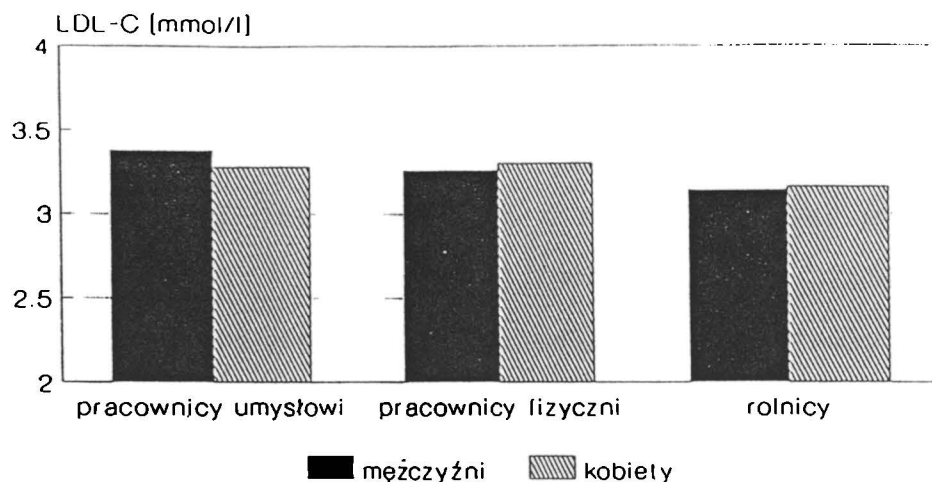 LDL-C [mmol/l]
4
3.5
3
2.5
2
pracownicy umysłowi pracownicy fizyczni rolnicy
mężczyźni kobiety